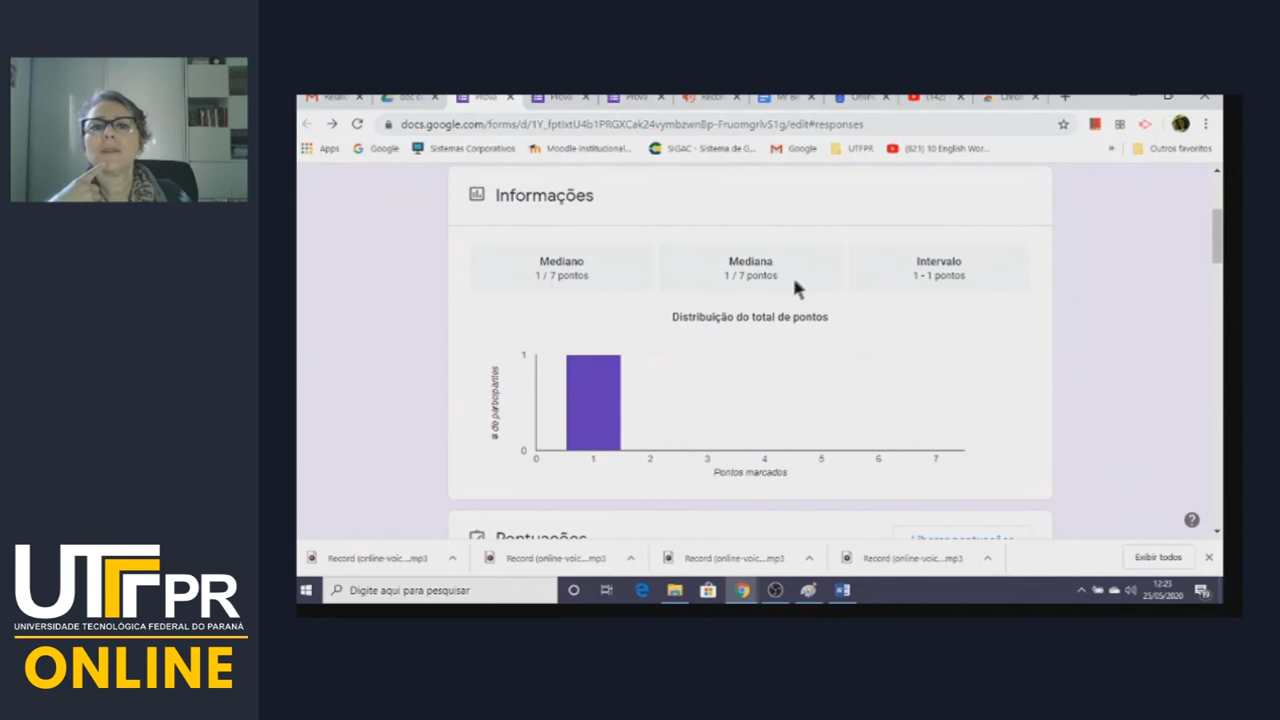 docs.google.com/forms/d/1Y_fptIxtU4b1PRGXCak24vymbzwnBp-FruomgrlvS1g/edit#responses
Apps Google Sistemas Corporativos Moodle Institucional... SIGAC - Sistema de G... Google UTFPR (821) 10 English Wor... » Outros favoritos
Informações
Mediano Mediana Intervalo
1 / 7 pontos 1 / 7 pontos 1 - 1 pontos
Distribuição do total de pontos
# de participantes
1
0
0 1 2 3 4 5 6 7
Pontos marcados
Pontuações
Record (online-voic....mp3 Record (online-voic....mp3 Record (online-voic....mp3 Record (online-voic....mp3 Exibir todos
Digite aqui para pesquisar
12:23
25/05/2020
UTFPR
UNIVERSIDADE TECNOLÓGICA FEDERAL DO PARANÁ
ONLINE